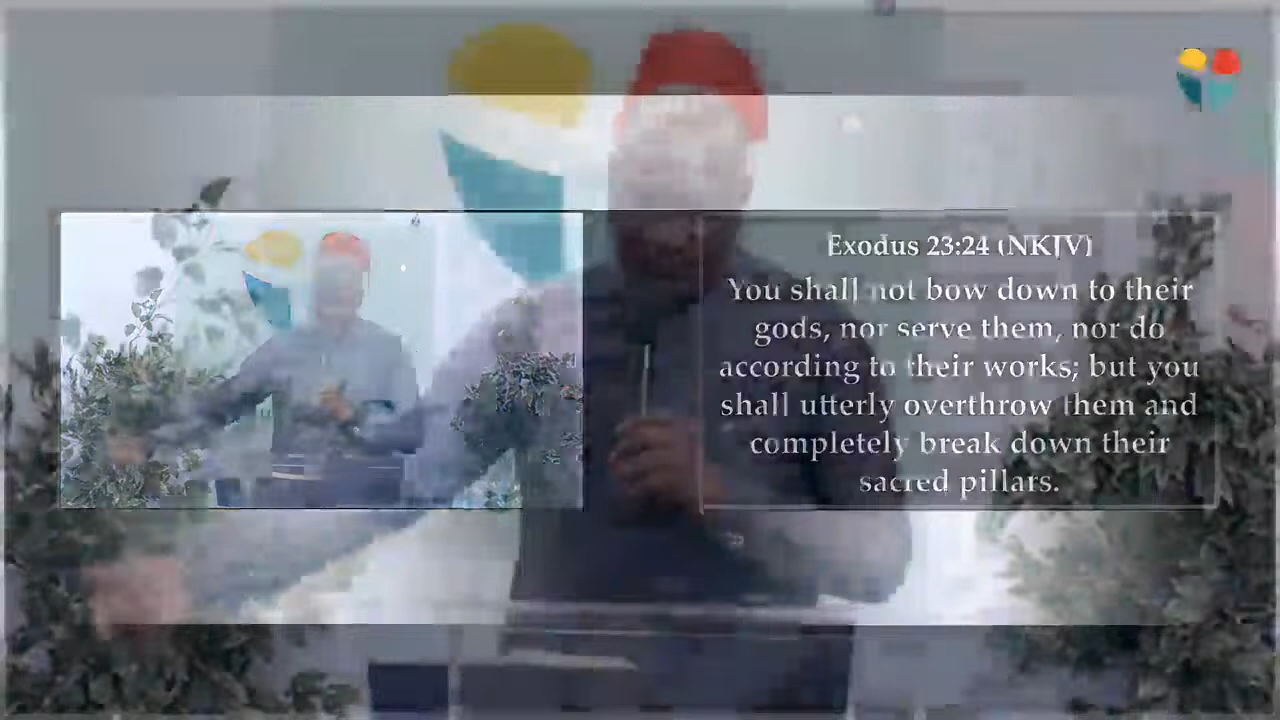 Exodus 23:24 (NKJV)
You shall not bow down to their
gods, nor serve them, nor do
according to their works; but you
shall utterly overthrow them and
completely break down their
sacred pillars.